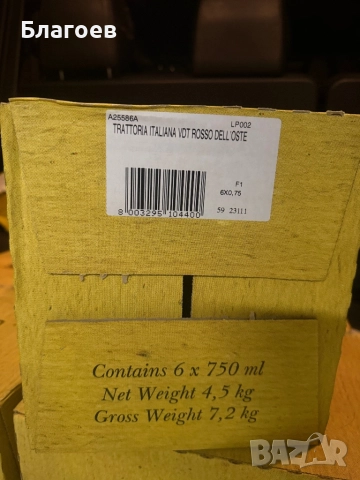 Благоев
A25586A LP002
TRATTORIA ITALIANA VDT ROSSO DELL'OSTE
F1
6X0,75
8 003295 104400
59 23111
Contains 6 x 750 ml
Net Weight 4,5 kg
Gross Weight 7,2 kg
BAZAR